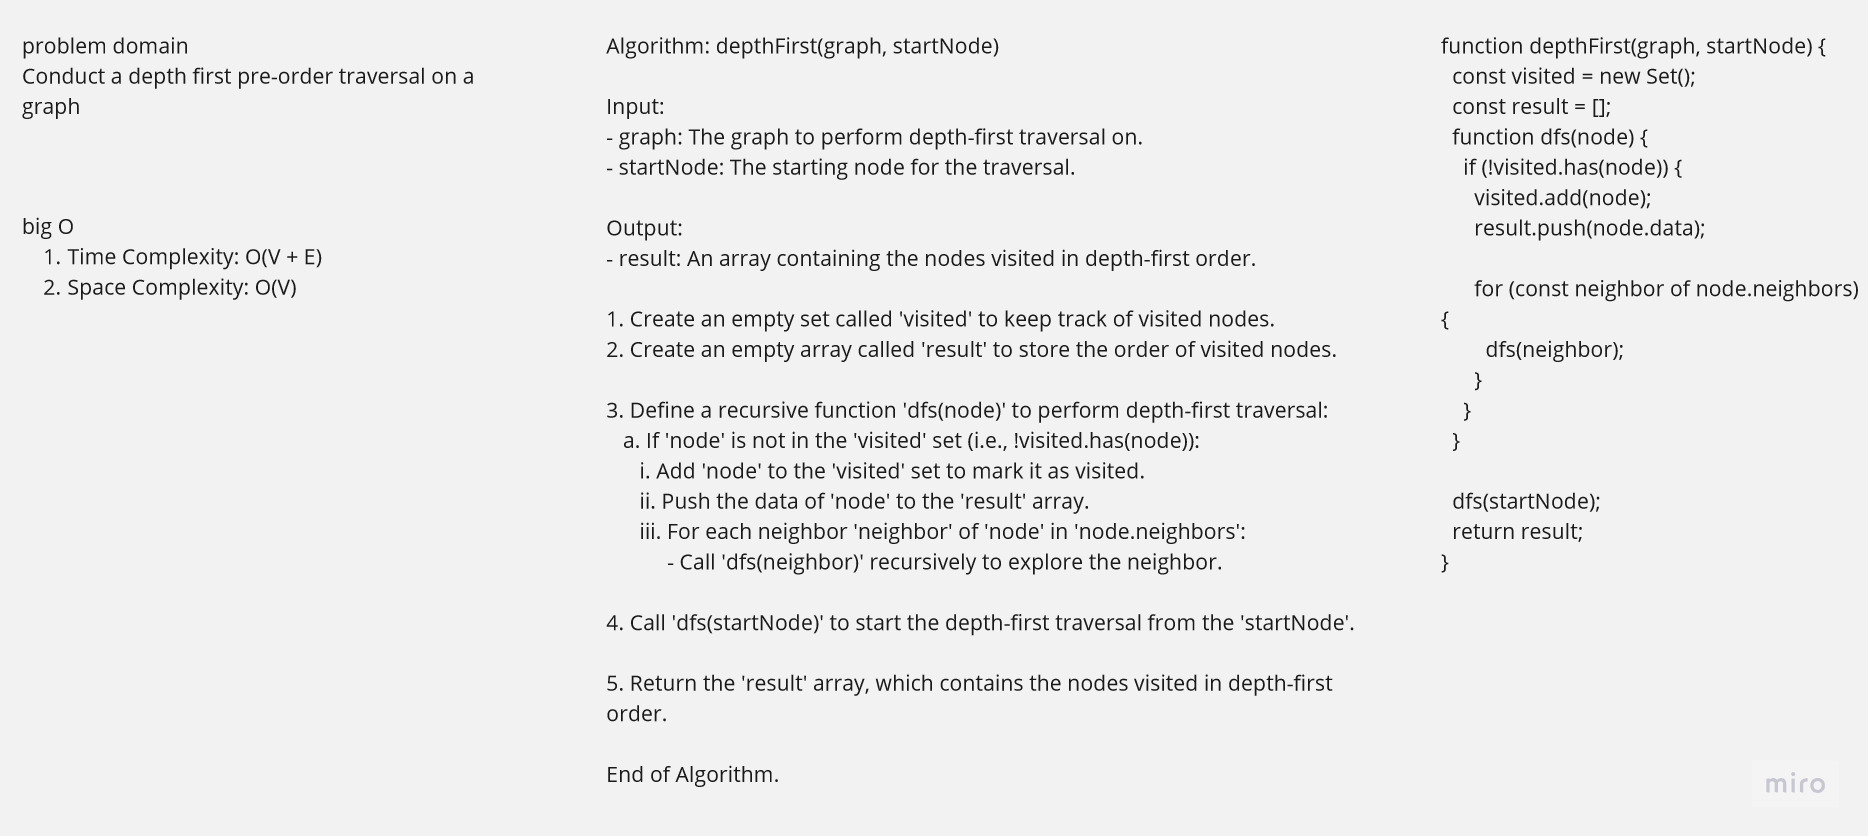 problem domain
Conduct a depth first pre-order traversal on a
graph
big O
1. Time Complexity: O(V + E)
2. Space Complexity: O(V)
Algorithm: depthFirst(graph, startNode)
Input:
- graph: The graph to perform depth-first traversal on.
- startNode: The starting node for the traversal.
Output:
- result: An array containing the nodes visited in depth-first order.
1. Create an empty set called 'visited' to keep track of visited nodes.
2. Create an empty array called 'result' to store the order of visited nodes.
3. Define a recursive function 'dfs(node)' to perform depth-first traversal:
a. If 'node' is not in the 'visited' set (i.e., !visited.has(node)):
i. Add 'node' to the 'visited' set to mark it as visited.
ii. Push the data of 'node' to the 'result' array.
iii. For each neighbor 'neighbor' of 'node' in 'node.neighbors':
- Call 'dfs(neighbor)' recursively to explore the neighbor.
4. Call 'dfs(startNode)' to start the depth-first traversal from the 'startNode'.
5. Return the 'result' array, which contains the nodes visited in depth-first
order.
End of Algorithm.
function depthFirst(graph, startNode) {
const visited = new Set();
const result = [];
function dfs(node) {
if (!visited.has(node)) {
visited.add(node);
result.push(node.data);
for (const neighbor of node.neighbors)
{
dfs(neighbor);
}
}
}
dfs(startNode);
return result;
}
miro